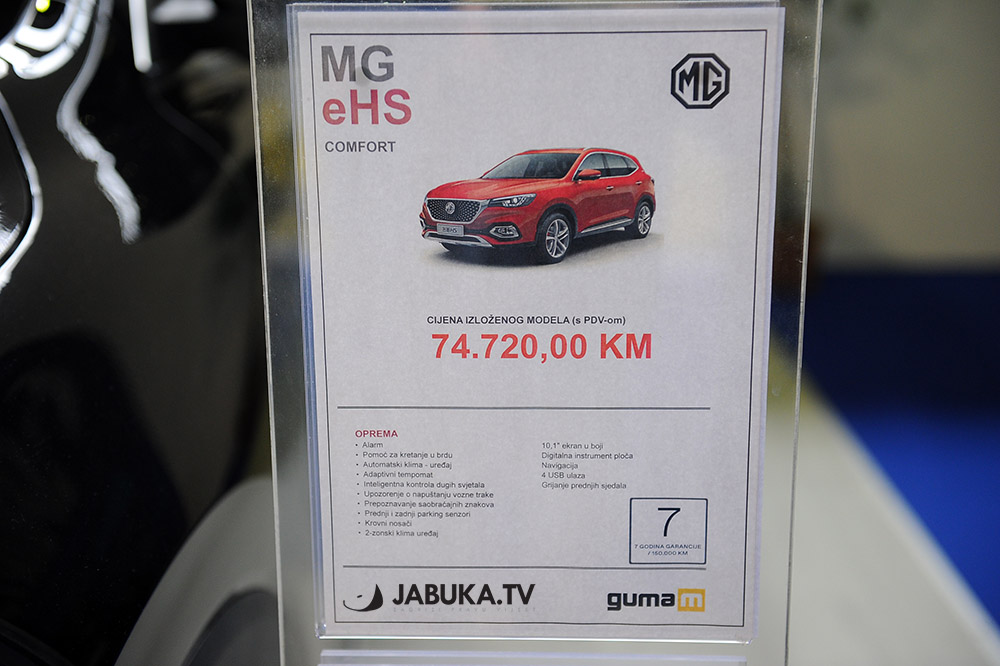 MG
eHS
COMFORT
MG
CIJENA IZLOŽENOG MODELA (s PDV-om)
74.720,00 KM
OPREMA
• Alarm
• Pomoć za kretanje u brdu
• Automatski klima - uređaj
• Adaptivni tempomat
• Inteligentna kontrola dugih svjetala
• Upozorenje o napuštanju vozne trake
• Prepoznavanje saobraćajnih znakova
• Prednji i zadnji parking senzori
• Krovni nosači
• 2-zonski klima uređaj
10,1" ekran u boji
Digitalna instrument ploča
Navigacija
4 USB ulaza
Grijanje prednjih sjedala
7
7 GODINA GARANCIJE
/ 160.000 KM
JABUKA.TV
guma m